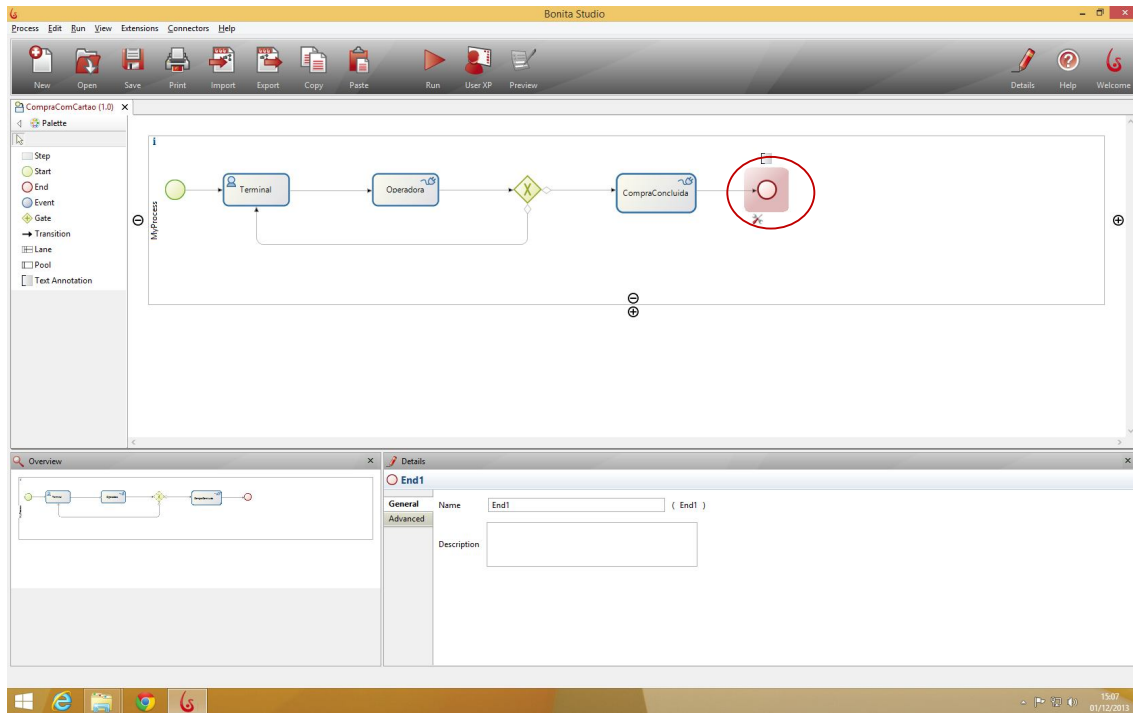 Bonita Studio
Process Edit Run View Extensions Connectors Help
New Open Save Print Import Export Copy Paste Run User XP Preview Details Help Welcome
CompraComCartao (1.0)
Palette
Step
Start
End
Event
Gate
Transition
Lane
Pool
Text Annotation
MyProcess
Terminal
Operadora
CompraConcluida
Overview
Details
End1
General
Advanced
Name End1 ( End1 )
Description
15:07
01/12/2013